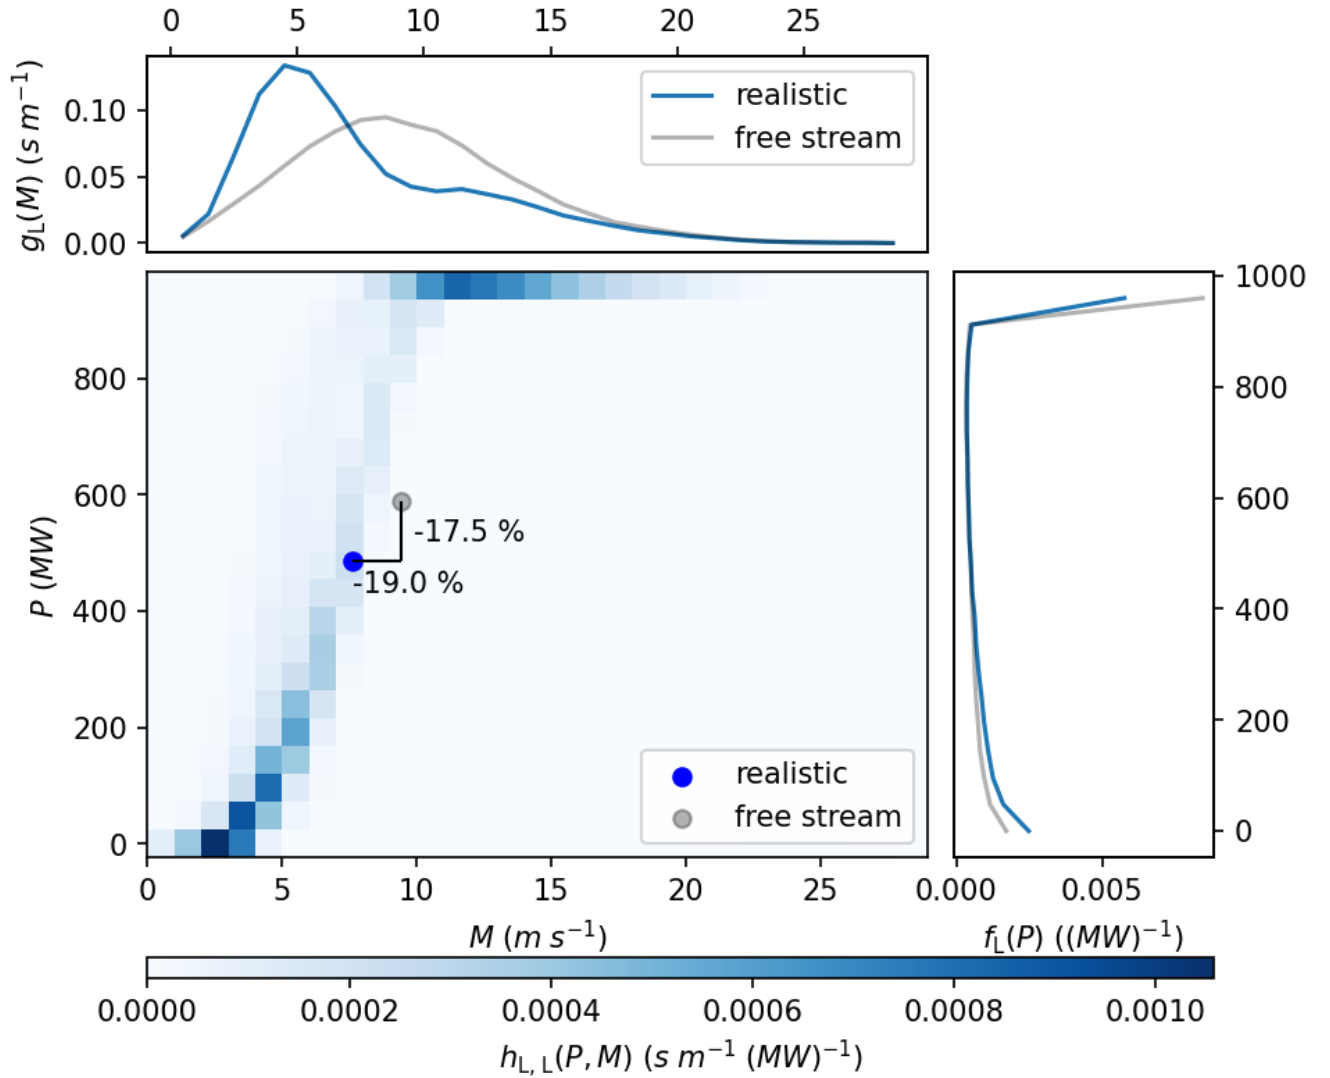 0 5 10 15 20 25
g_L(M) (s m⁻¹)
0.10
0.05
0.00
realistic
free stream
P (MW)
800
600
400
200
0
-17.5 %
-19.0 %
realistic
free stream
1000
800
600
400
200
0
0 5 10 15 20 25
0.000 0.005
M (m s⁻¹)
f_L(P) ((MW)⁻¹)
0.0000 0.0002 0.0004 0.0006 0.0008 0.0010
h_L, L(P, M) (s m⁻¹ (MW)⁻¹)